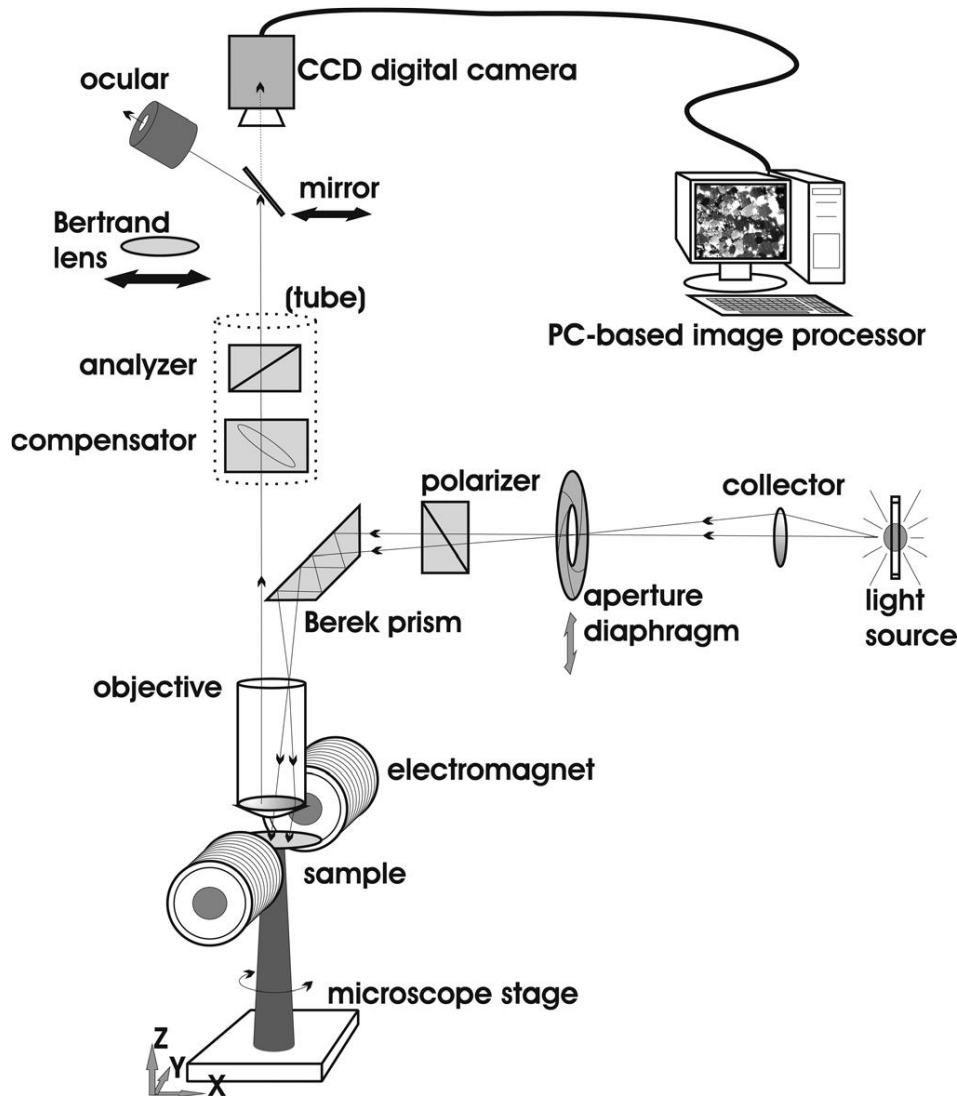 CCD digital camera
ocular
mirror
Bertrand
lens
(tube)
PC-based image processor
analyzer
compensator
polarizer
collector
Berek prism
aperture
diaphragm
light
source
objective
electromagnet
sample
microscope stage
Z
Y
X